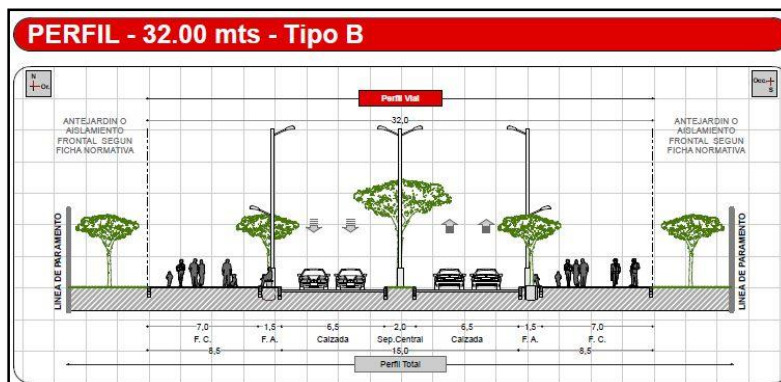 PERFIL - 32.00 mts - Tipo B
N
Or.
Occ.
S
Perfil Vial
32,0
ANTEJARDIN O
AISLAMIENTO
FRONTAL SEGUN
FICHA NORMATIVA
ANTEJARDIN O
AISLAMIENTO
FRONTAL SEGUN
FICHA NORMATIVA
LINEA DE PARAMENTO
LINEA DE PARAMENTO
7,0 1,5 6,5 2,0 6,5 1,5 7,0
F. C. F. A. Calzada Sep.Central Calzada F. A. F. C.
8,5 15,0 8,5
Perfil Total